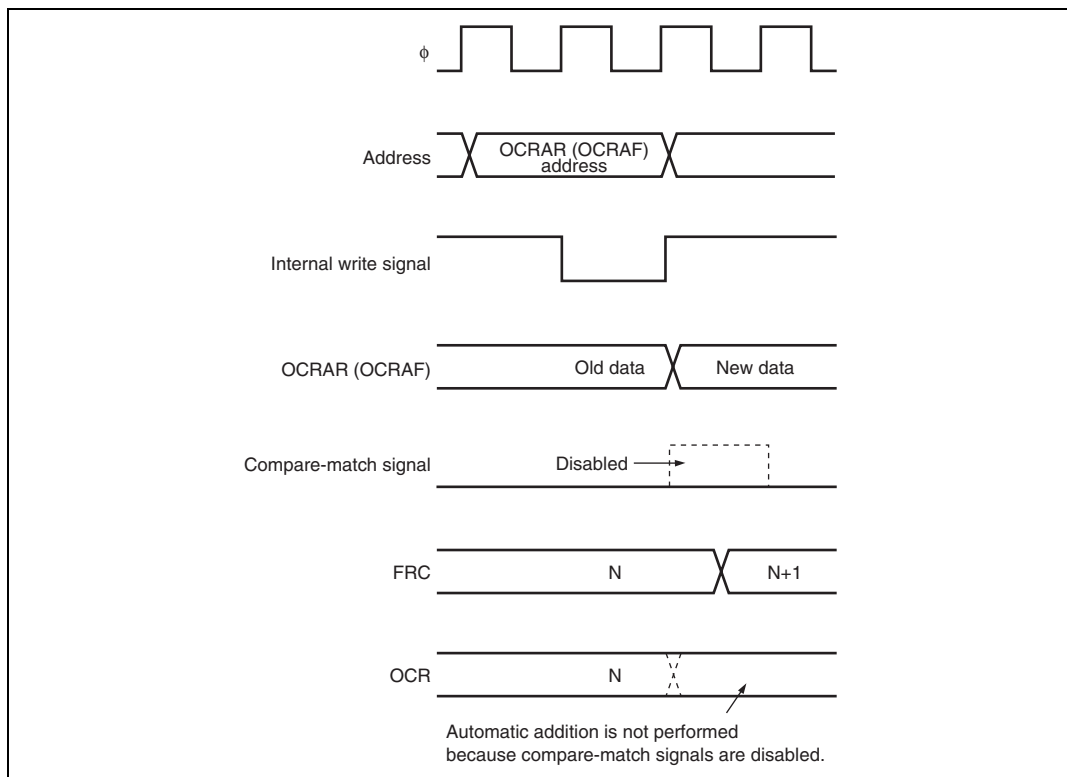 ϕ
Address
OCRAR (OCRAF)
address
Internal write signal
OCRAR (OCRAF)
Old data
New data
Compare-match signal
Disabled
FRC
N
N+1
OCR
N
Automatic addition is not performed
because compare-match signals are disabled.